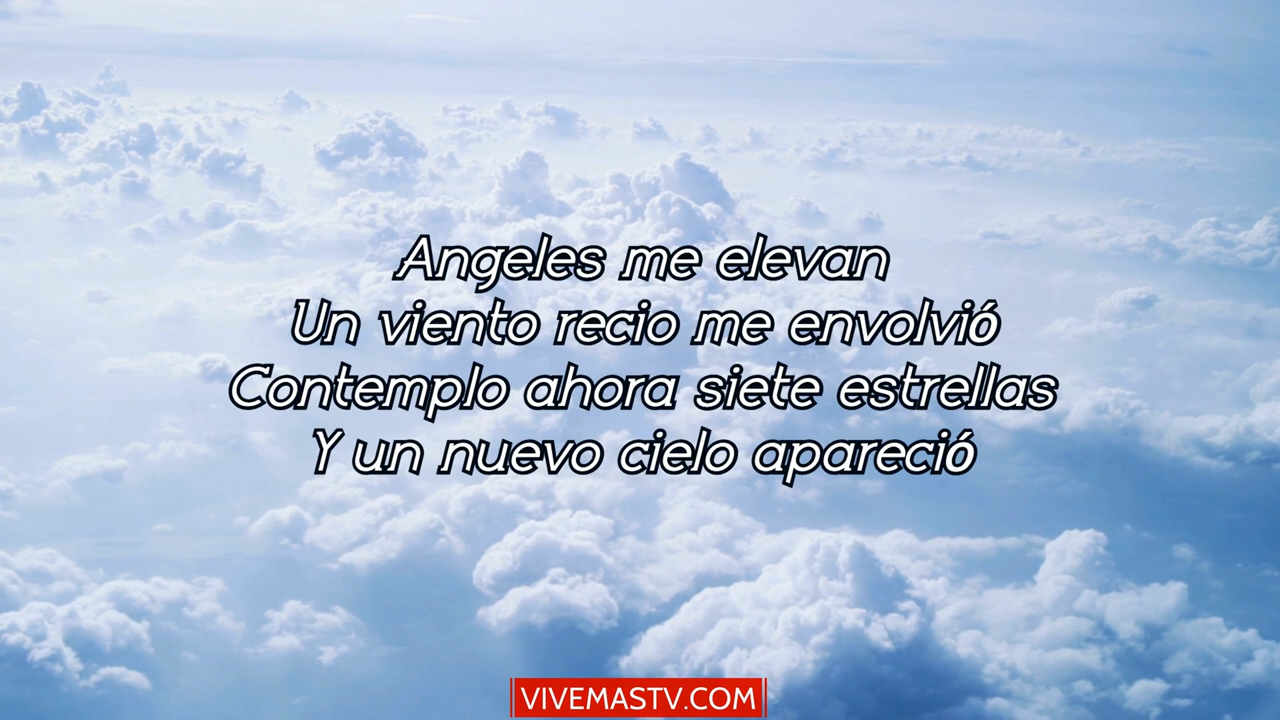 Angeles me elevan
Un viento recio me envolvió
Contemplo ahora siete estrellas
Y un nuevo cielo apareció
VIVEMASTV.COM